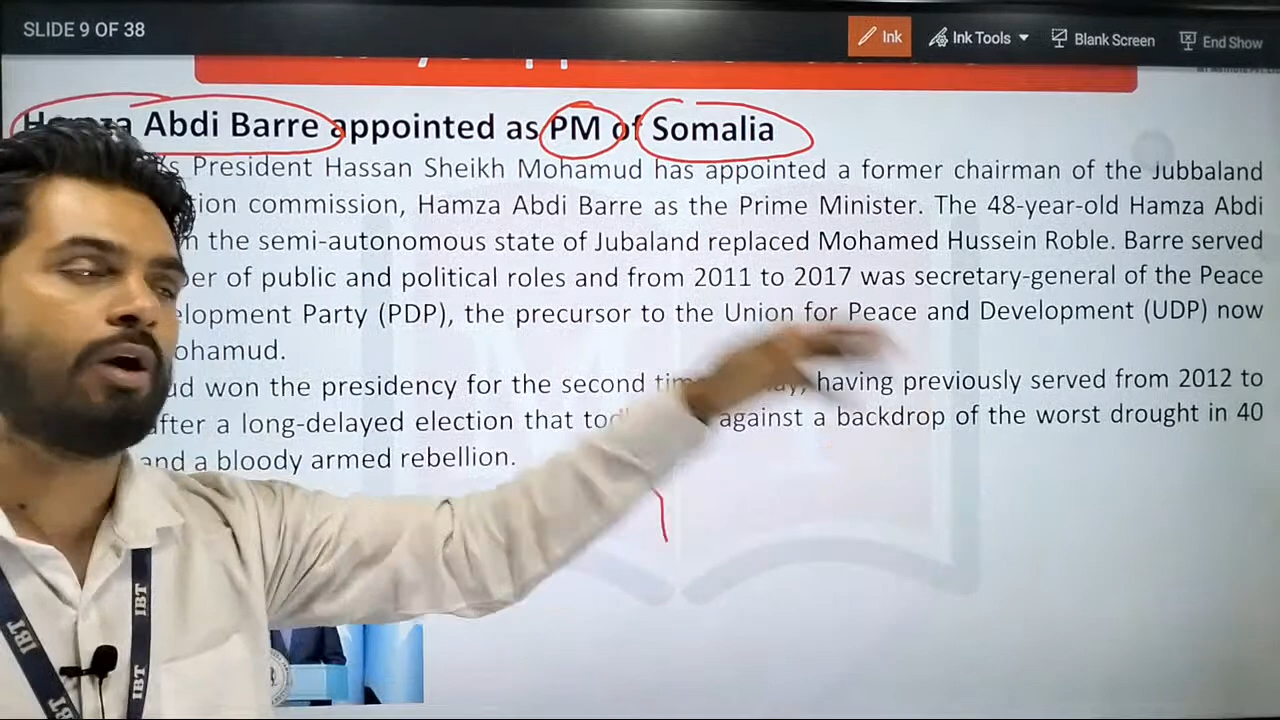 SLIDE 9 OF 38
Ink
Ink Tools
Blank Screen
End Show
Hamza Abdi Barre appointed as PM of Somalia
President Hassan Sheikh Mohamud has appointed a former chairman of the Jubbaland
commission, Hamza Abdi Barre as the Prime Minister. The 48-year-old Hamza Abdi
the semi-autonomous state of Jubaland replaced Mohamed Hussein Roble. Barre served
of public and political roles and from 2011 to 2017 was secretary-general of the Peace
Party (PDP), the precursor to the Union for Peace and Development (UDP) now
won the presidency for the second having previously served from 2012 to
a long-delayed election that against a backdrop of the worst drought in 40
and a bloody armed rebellion.
IBT
IBT
IBT
IBT